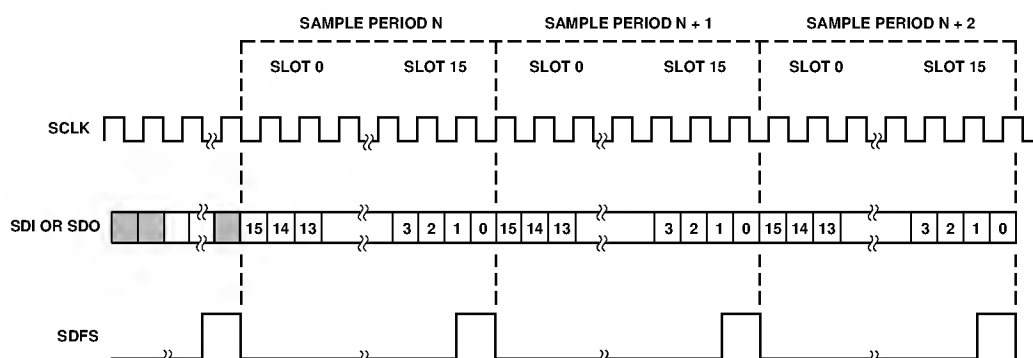 SAMPLE PERIOD N SAMPLE PERIOD N + 1 SAMPLE PERIOD N + 2
SLOT 0 SLOT 15 SLOT 0 SLOT 15 SLOT 0 SLOT 15
SCLK
SDI OR SDO 15 14 13 3 2 1 0 15 14 13 3 2 1 0 15 14 13 3 2 1 0
SDFS